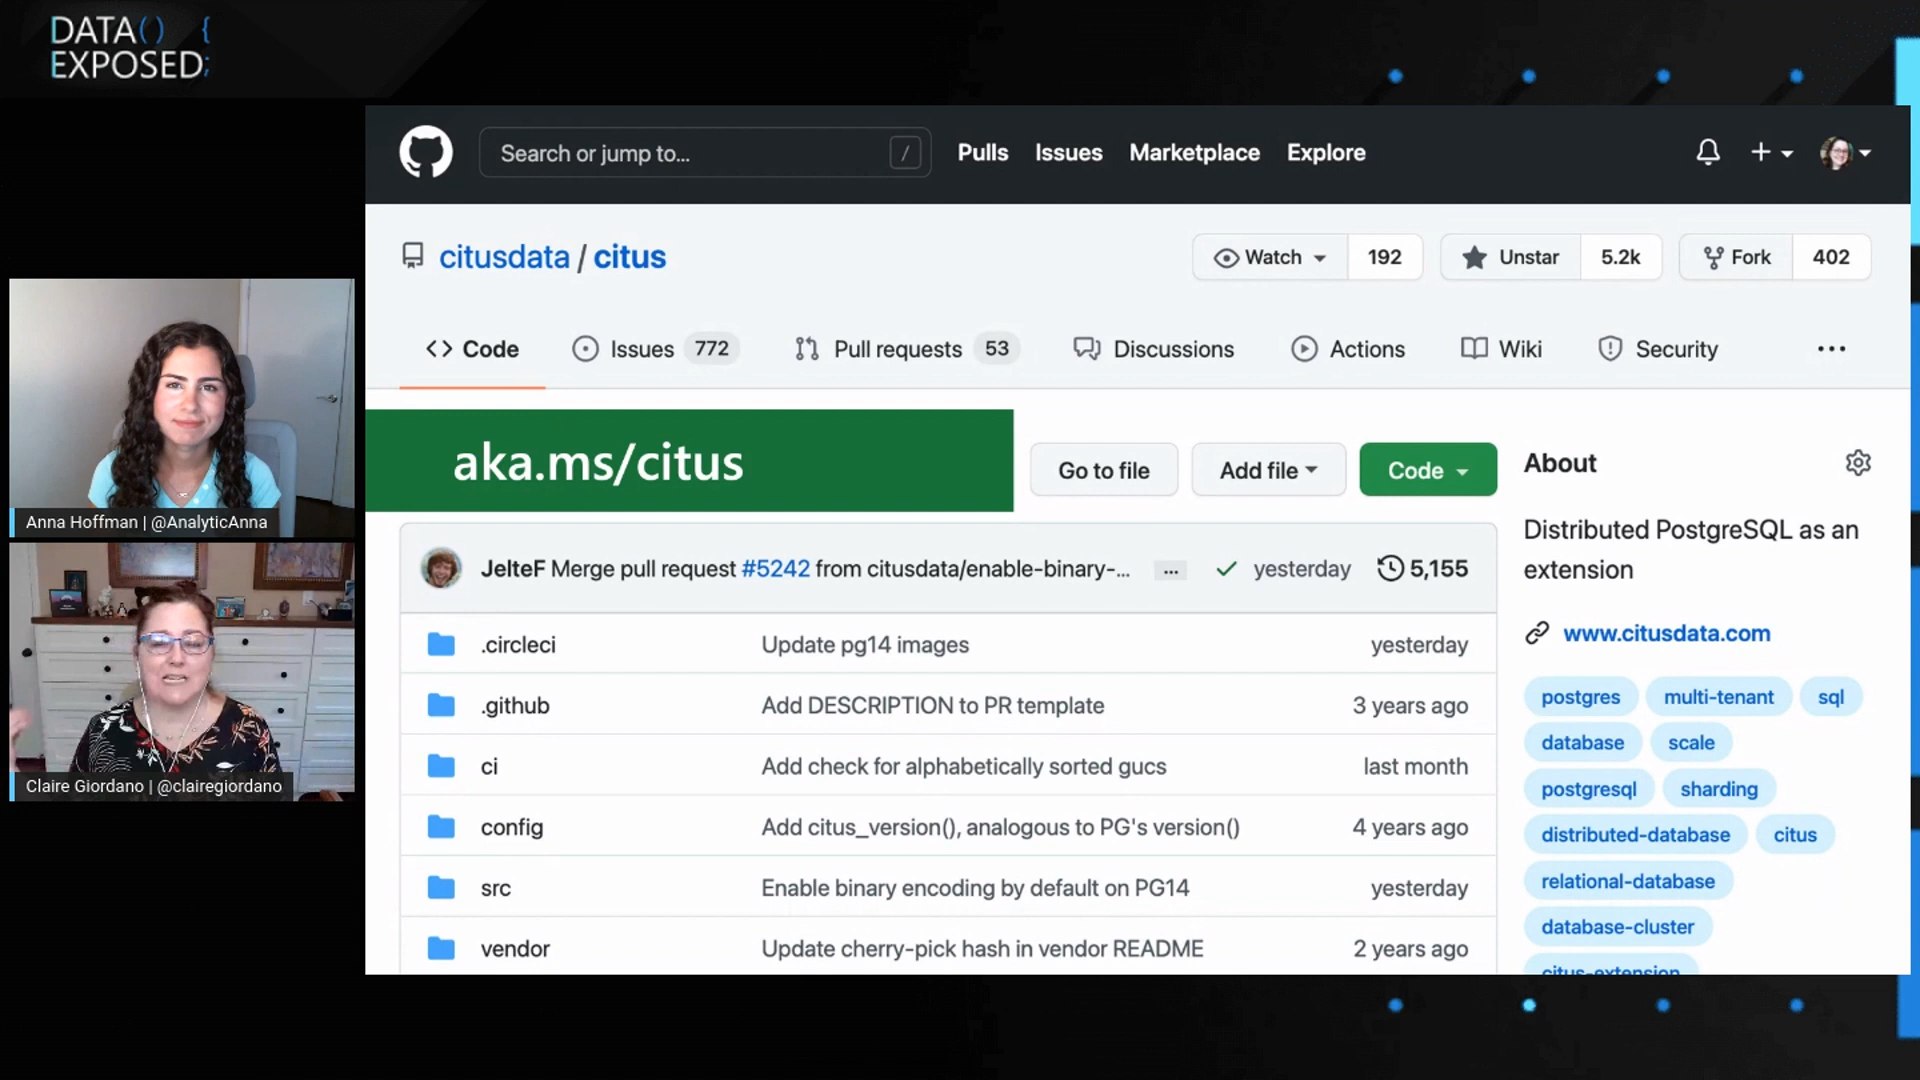 DATA() {
EXPOSED;
Search or jump to... /
Pulls Issues Marketplace Explore
citusdata / citus
Watch 192
Unstar 5.2k
Fork 402
Code
Issues 772
Pull requests 53
Discussions
Actions
Wiki
Security
aka.ms/citus
Go to file
Add file
Code
About
Distributed PostgreSQL as an
extension
www.citusdata.com
postgres multi-tenant sql
database scale
postgresql sharding
distributed-database citus
relational-database
database-cluster
citus-extension
JelteF Merge pull request #5242 from citusdata/enable-binary-... ... yesterday 5,155
.circleci Update pg14 images yesterday
.github Add DESCRIPTION to PR template 3 years ago
ci Add check for alphabetically sorted gucs last month
config Add citus_version(), analogous to PG's version() 4 years ago
src Enable binary encoding by default on PG14 yesterday
vendor Update cherry-pick hash in vendor README 2 years ago
Anna Hoffman | @AnalyticAnna
Claire Giordano | @clairegiordano